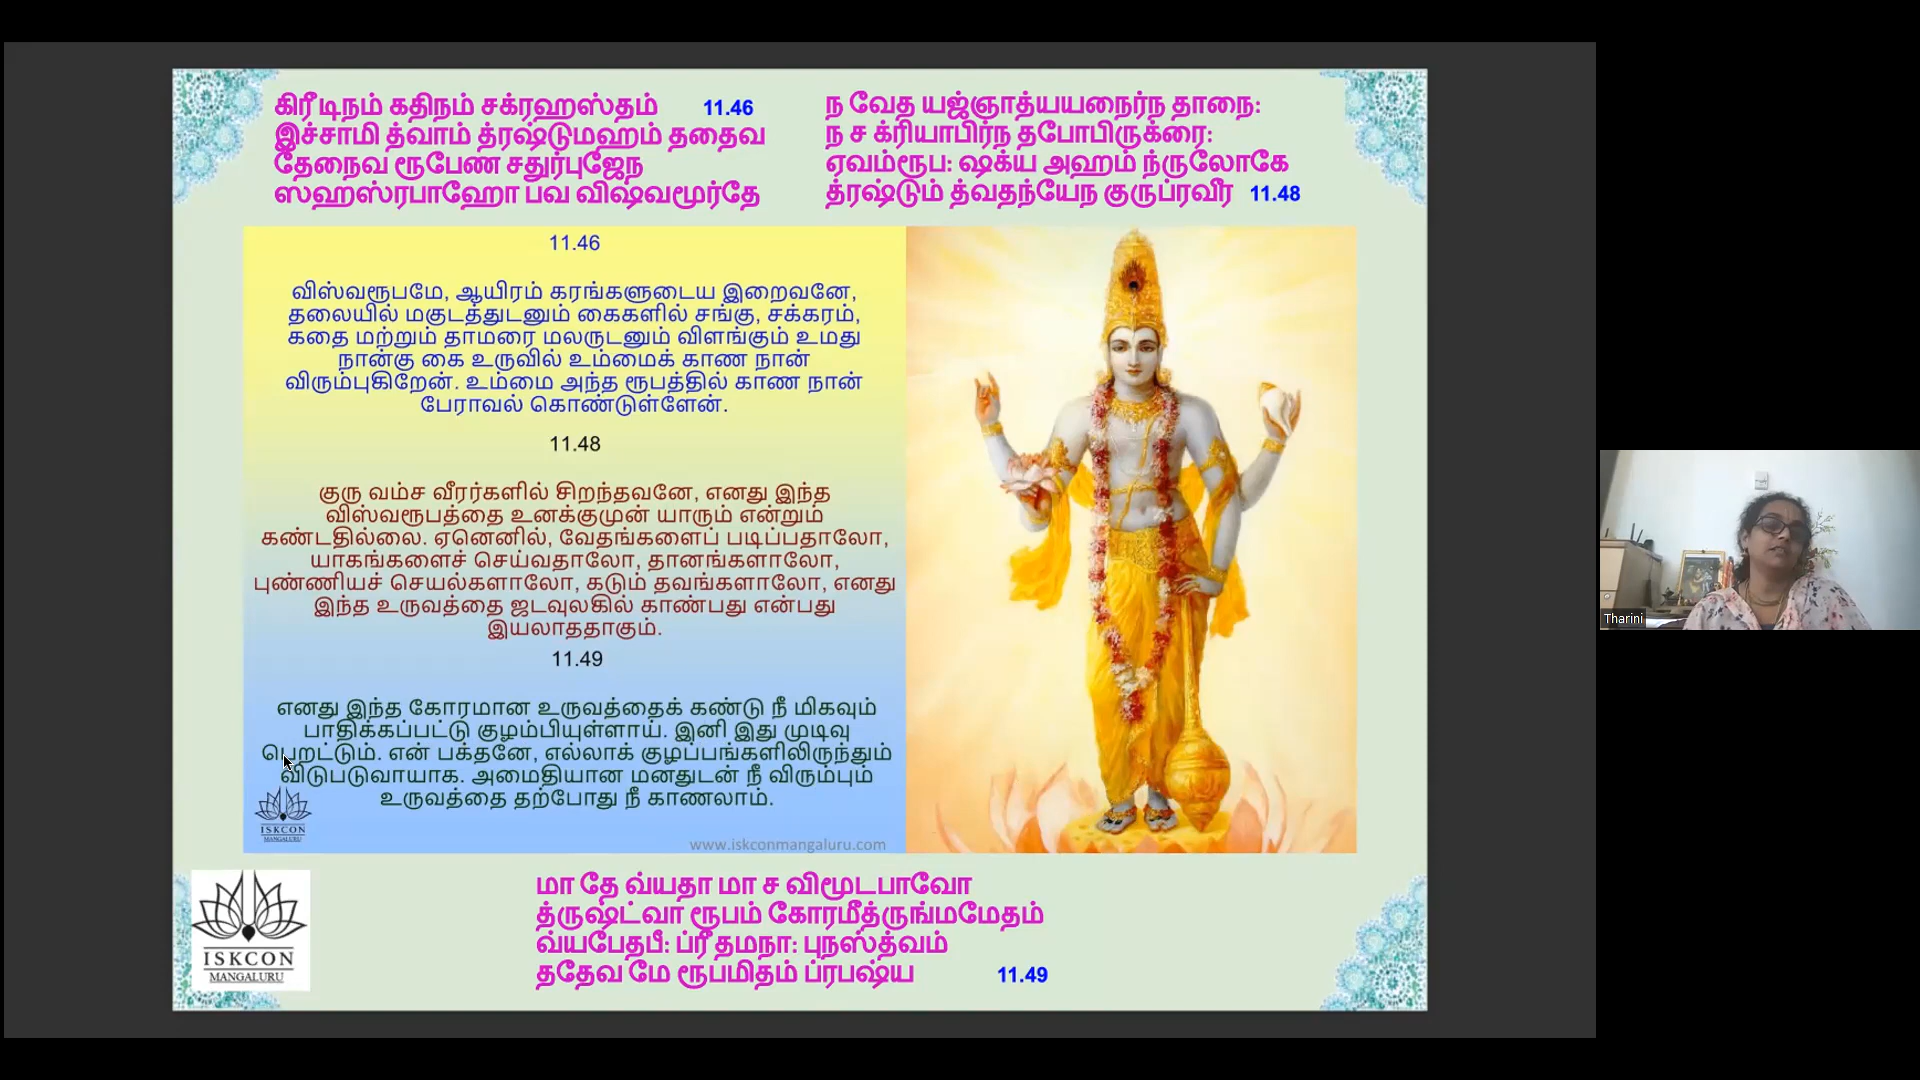 கிரீடிநம் கதிநம் சக்ரஹஸ்தம் 11.46
இச்சாமி த்வாம் த்ரஷ்டுமஹம் ததைவ
தேநைவ ரூபேண சதுர்புஜேந
ஸஹஸ்ரபாஹோ பவ விஷ்வமூர்தே
ந வேத யஜ்ஞாத்யயநைர்ந தாநை:
ந ச க்ரியாபிர்ந தபோபிருக்ரை:
ஏவம்ரூப: ஷக்ய அஹம் ந்ருலோகே
த்ரஷ்டும் த்வதந்யேந குருப்ரவீர 11.48
11.46
விஸ்வரூபமே, ஆயிரம் கரங்களுடைய இறைவனே,
தலையில் மகுடத்துடனும் கைகளில் சங்கு, சக்கரம்,
கதை மற்றும் தாமரை மலருடனும் விளங்கும் உமது
நான்கு கை உருவில் உம்மைக் காண நான்
விரும்புகிறேன். உம்மை அந்த ரூபத்தில் காண நான்
பேராவல் கொண்டுள்ளேன்.
11.48
குரு வம்ச வீரர்களில் சிறந்தவனே, எனது இந்த
விஸ்வரூபத்தை உனக்குமுன் யாரும் என்றும்
கண்டதில்லை. ஏனெனில், வேதங்களைப் படிப்பதாலோ,
யாகங்களைச் செய்வதாலோ, தானங்களாலோ,
புண்ணியச் செயல்களாலோ, கடும் தவங்களாலோ, எனது
இந்த உருவத்தை ஜடவுலகில் காண்பது என்பது
இயலாததாகும்.
11.49
எனது இந்த கோரமான உருவத்தைக் கண்டு நீ மிகவும்
பாதிக்கப்பட்டு குழம்பியுள்ளாய். இனி இது முடிவு
பெறட்டும். என் பக்தனே, எல்லாக் குழப்பங்களிலிருந்தும்
விடுபடுவாயாக. அமைதியான மனதுடன் நீ விரும்பும்
உருவத்தை தற்போது நீ காணலாம்.
ISKCON
MANGALURU
www.iskconmangaluru.com
மா தே வ்யதா மா ச விமூடபாவோ
த்ருஷ்ட்வா ரூபம் கோரமீத்ருங்மமேதம்
வ்யபேதபீ: ப்ரீதமநா: புநஸ்த்வம்
ததேவ மே ரூபமிதம் ப்ரபஷ்ய 11.49
ISKCON
MANGALURU
Tharini